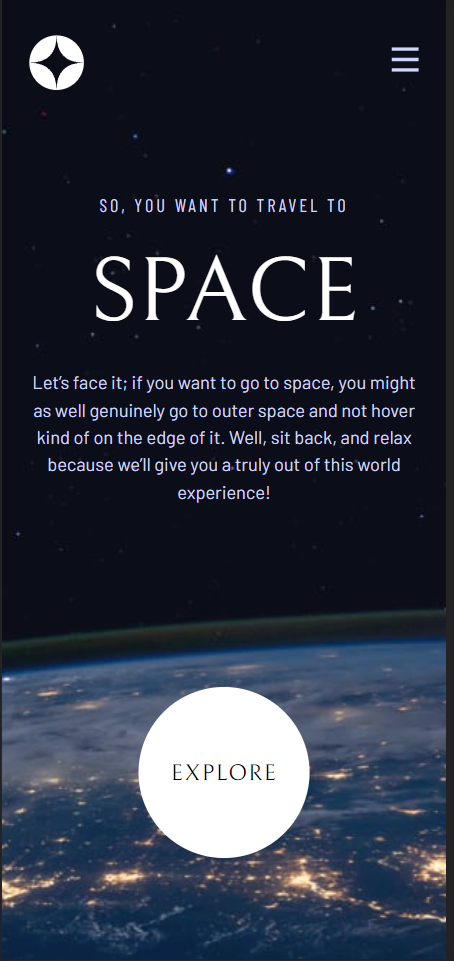 SO, YOU WANT TO TRAVEL TO
SPACE
Let’s face it; if you want to go to space, you might
as well genuinely go to outer space and not hover
kind of on the edge of it. Well, sit back, and relax
because we’ll give you a truly out of this world
experience!
EXPLORE